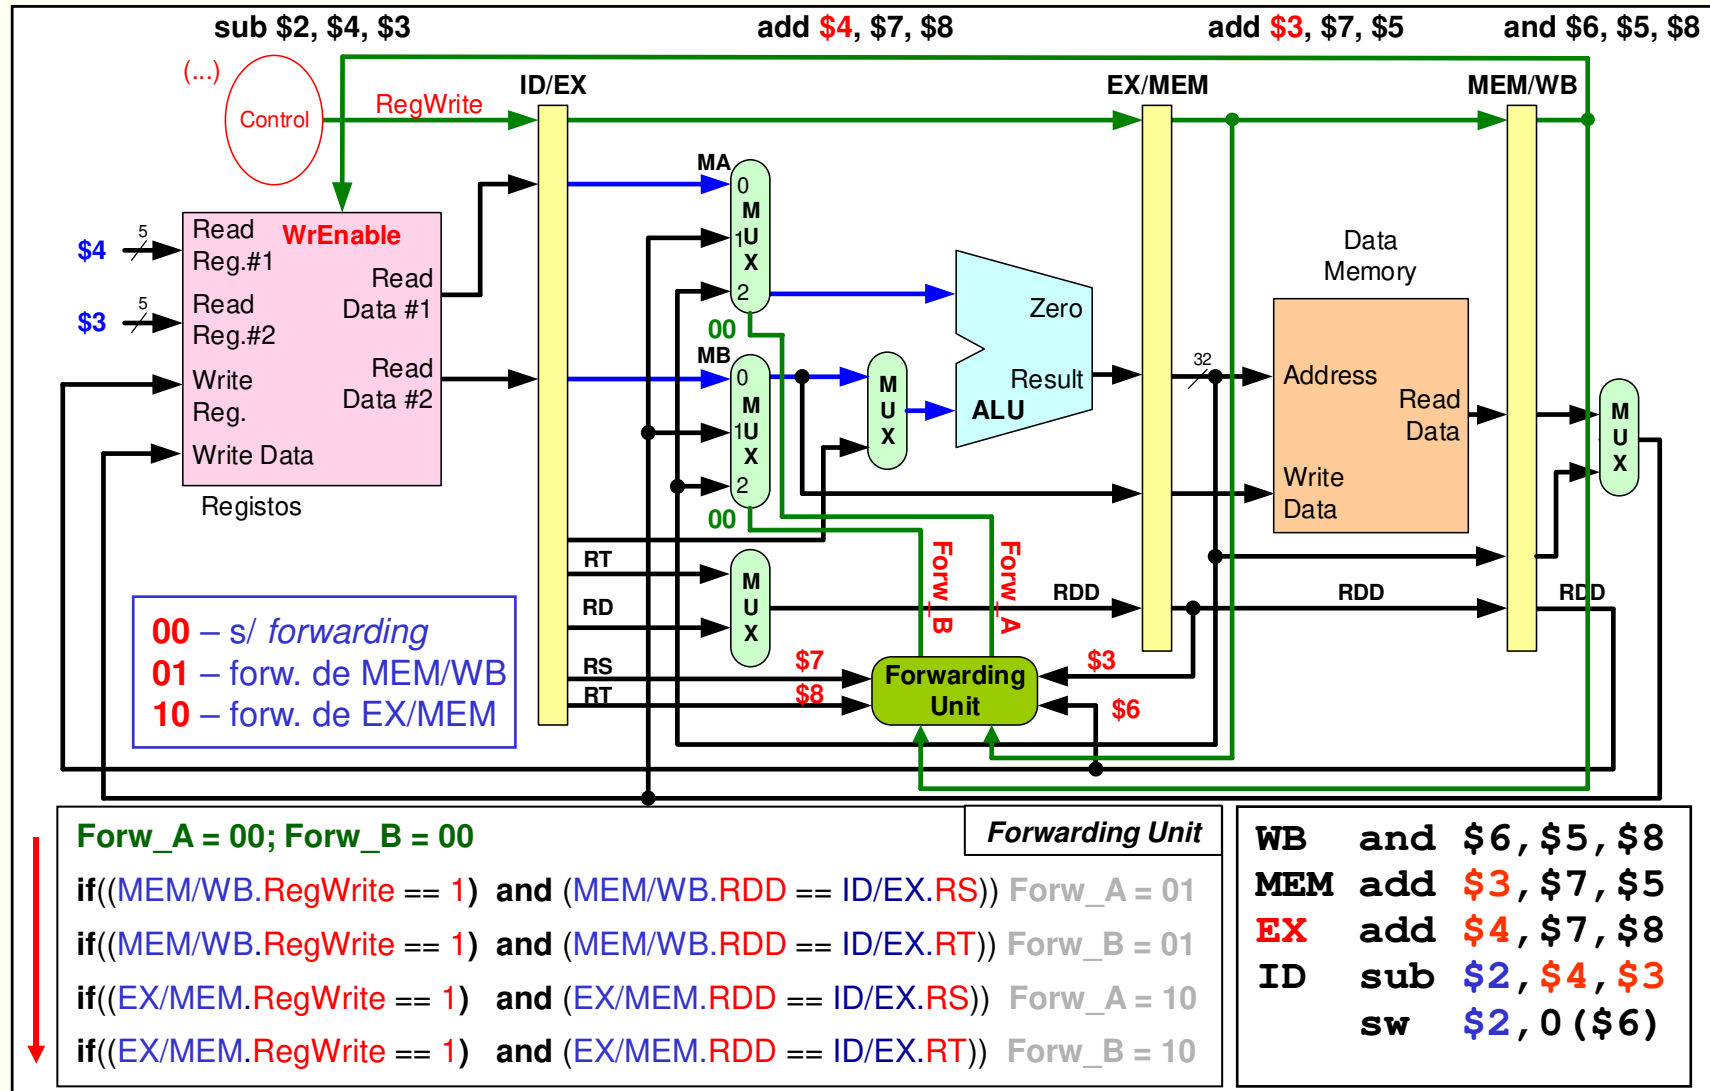 sub $2, $4, $3
add $4, $7, $8
add $3, $7, $5
and $6, $5, $8
(...)
Control
RegWrite
ID/EX
EX/MEM
MEM/WB
WrEnable
$4
5
Read
Reg.#1
$3
5
Read
Reg.#2
Write
Reg.
Write Data
Read
Data #1
Read
Data #2
Registos
MA
0
M
1U
X
2
00
MB
0
M
1U
X
2
00
M
U
X
Zero
Result
ALU
32
Data
Memory
Address
Read
Data
Write
Data
M
U
X
RT
RD
M
U
X
RDD
RDD
RDD
Forw_B
Forw_A
RS
RT
$7
$8
Forwarding
Unit
$3
$6
00 – s/ forwarding
01 – forw. de MEM/WB
10 – forw. de EX/MEM
Forw_A = 00; Forw_B = 00
Forwarding Unit
if((MEM/WB.RegWrite == 1) and (MEM/WB.RDD == ID/EX.RS)) Forw_A = 01
if((MEM/WB.RegWrite == 1) and (MEM/WB.RDD == ID/EX.RT)) Forw_B = 01
if((EX/MEM.RegWrite == 1) and (EX/MEM.RDD == ID/EX.RS)) Forw_A = 10
if((EX/MEM.RegWrite == 1) and (EX/MEM.RDD == ID/EX.RT)) Forw_B = 10
WB and $6,$5,$8
MEM add $3,$7,$5
EX add $4,$7,$8
ID sub $2,$4,$3
sw $2,0($6)